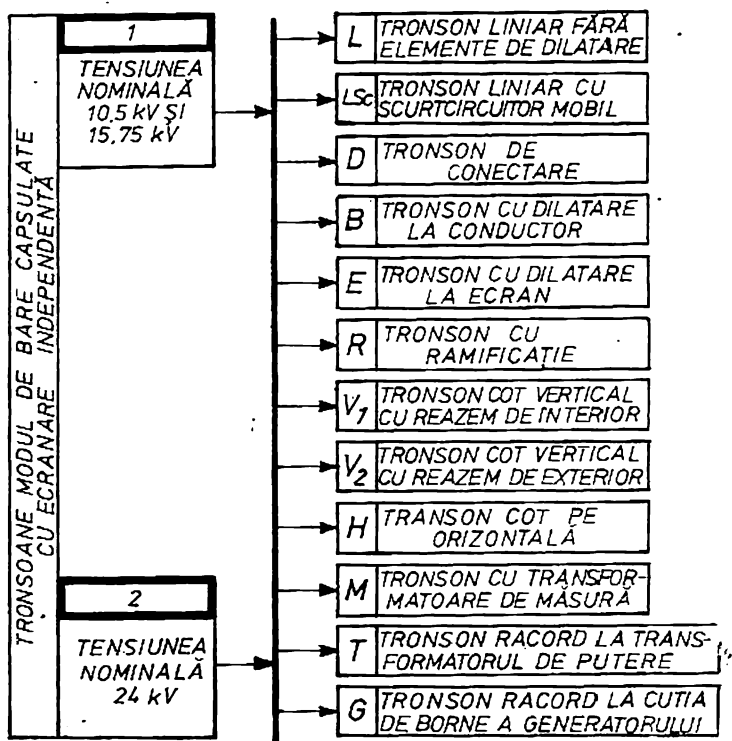 TRONSOANE MODUL DE BARE CAPSULATE
CU ECRANARE INDEPENDENTĂ
1
TENSIUNEA
NOMINALĂ
10,5 kV ȘI
15,75 kV
2
TENSIUNEA
NOMINALĂ
24 kV
L TRONSON LINIAR FĂRĂ
ELEMENTE DE DILATARE
LSc TRONSON LINIAR CU
SCURTCIRCUITOR MOBIL
D TRONSON DE
CONECTARE
B TRONSON CU DILATARE
LA CONDUCTOR
E TRONSON CU DILATARE
LA ECRAN
R TRONSON CU
RAMIFICAȚIE
V1 TRONSON COT VERTICAL
CU REAZEM DE INTERIOR
V2 TRONSON COT VERTICAL
CU REAZEM DE EXTERIOR
H TRANSON COT PE
ORIZONTALĂ
M TRONSON CU TRANSFOR-
MATOARE DE MĂSURĂ
T TRONSON RACORD LA TRANS-
FORMATORUL DE PUTERE
G TRONSON RACORD LA CUTIA
DE BORNE A GENERATORULUI